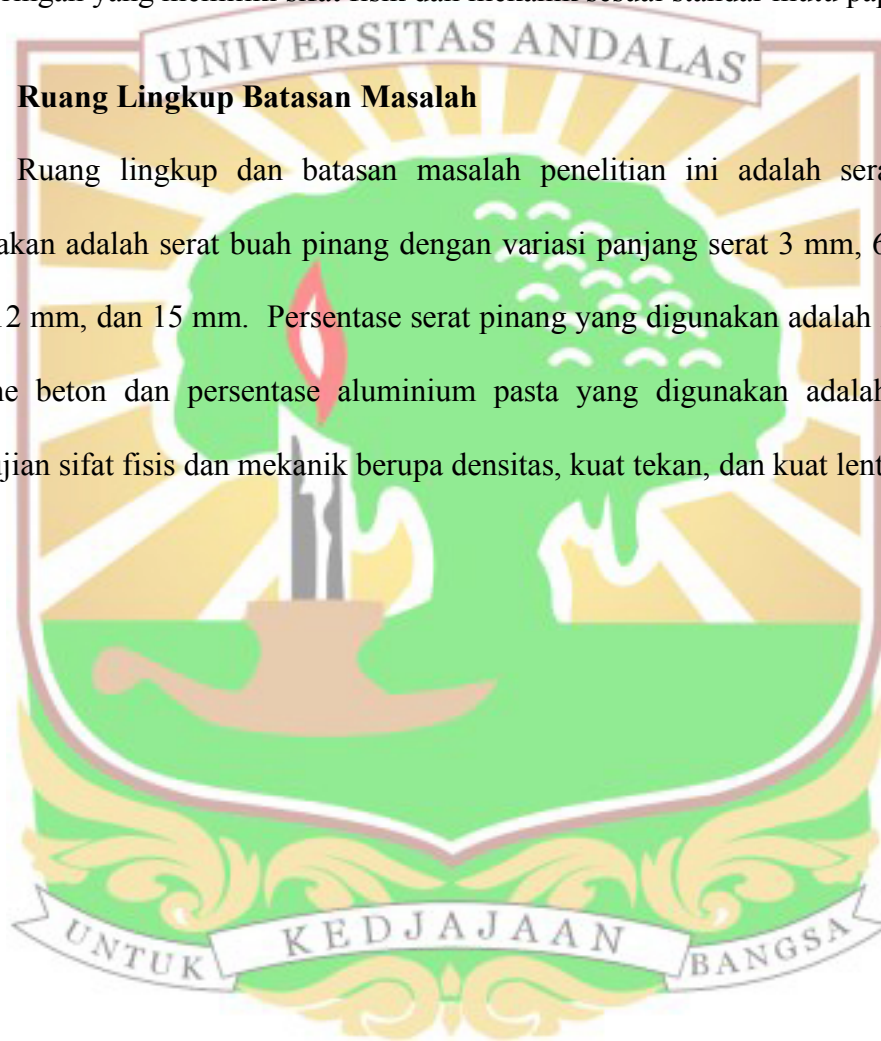 UNIVERSITAS ANDALAS
Ruang Lingkup Batasan Masalah
Ruang lingkup dan batasan masalah penelitian ini adalah
akan adalah serat buah pinang dengan variasi panjang serat 3 mm, 6
12 mm, dan 15 mm. Persentase serat pinang yang digunakan adalah
ne beton dan persentase aluminium pasta yang digunakan adalah
jian sifat fisis dan mekanik berupa densitas, kuat tekan, dan kuat lent
UNTUK KEDJAJAAN BANGSA